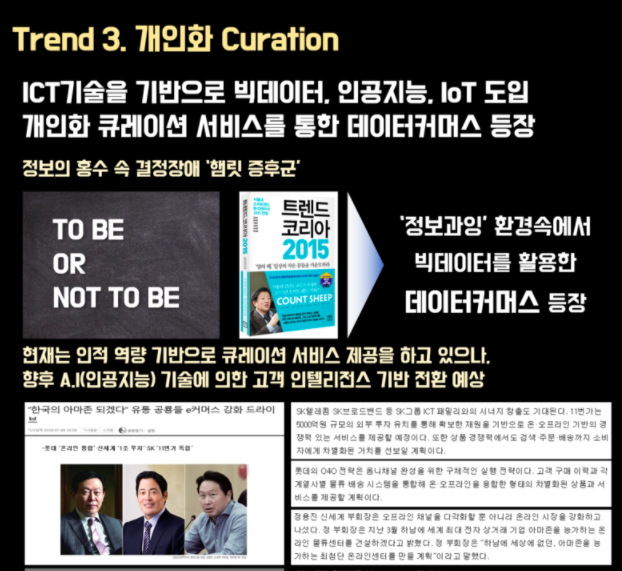 Trend 3. 개인화 Curation
ICT기술을 기반으로 빅데이터, 인공지능, IoT 도입
개인화 큐레이션 서비스를 통한 데이터커머스 등장
정보의 홍수 속 결정장애 '햄릿 증후군'
TO BE
OR
NOT TO BE
트렌드
코리아
2015
COUNT SHEEP
'정보과잉' 환경속에서
빅데이터를 활용한
데이터커머스 등장
현재는 인적 역량 기반으로 큐레이션 서비스 제공을 하고 있으나,
향후 A.I(인공지능) 기술에 의한 고객 인텔리전스 기반 전환 예상
"한국의 아마존 되겠다" 유통 공룡들 e커머스 강화 드라이
브
-롯데 '온라인 통합' 신세계 '1조 투자' SK '11번가 독립'
SK텔레콤·SK브로드밴드 등 SK그룹 ICT 패밀리와의 시너지 창출도 기대된다. 11번가는
5000억원 규모의 외부 투자 유치를 통해 확보한 재원을 기반으로 온·오프라인 기반의 경
쟁력 있는 서비스를 제공할 예정이다. 또한 상품 경쟁력에서도 검색·주문·배송까지 소비
자에게 차별화된 가치를 선보일 계획이다.
롯데의 O4O 전략은 옴니채널 완성을 위한 구체적인 실행 전략이다. 고객 구매 이력과 각
계열사별 물류·배송 시스템을 통합해 온·오프라인을 융합한 형태의 차별화된 상품과 서
비스를 제공할 계획이다.
정용진 신세계 부회장은 오프라인 채널을 다각화할 뿐 아니라 온라인 시장을 강화하고
나섰다. 정 부회장은 지난 3월 하남에 세계 최대 전자상거래 기업 아마존을 능가하는 온
라인 물류센터를 건설하겠다고 밝혔다. 정 부회장은 "하남에 세상에 없던, 아마존을 능
가하는 최첨단 온라인센터를 만들 계획"이라고 말했다.